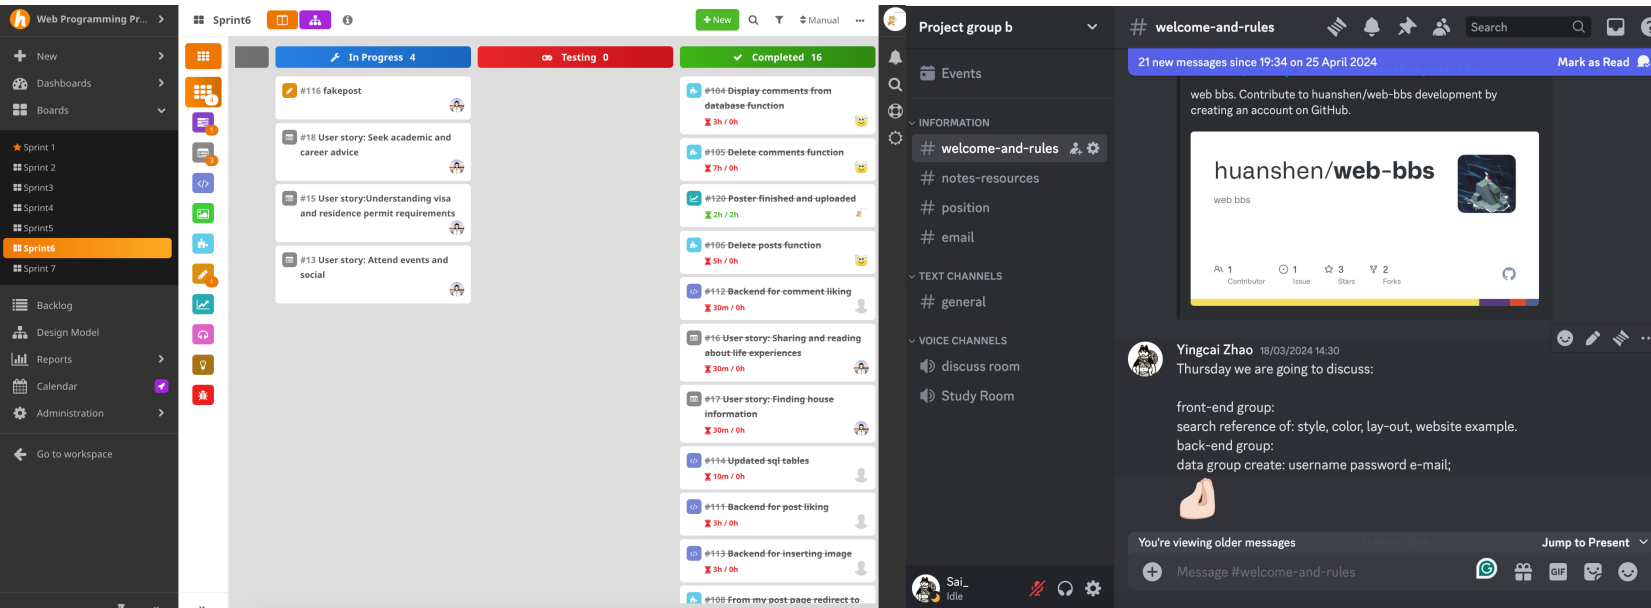 Web Programming Pr...
New
Dashboards
Boards
Sprint 1
Sprint 2
Sprint3
Sprint4
Sprint5
Sprint6
Sprint 7
Backlog
Design Model
Reports
Calendar
Administration
Go to workspace
Sprint6
+ New
Manual
4
1
3
1
In Progress 4
#116 fakepost
#18 User story: Seek academic and
career advice
#15 User story:Understanding visa
and residence permit requirements
#13 User story: Attend events and
social
Testing 0
Completed 16
#104 Display comments from
database function
3h / 0h
#105 Delete comments function
7h / 0h
#120 Poster finished and uploaded
2h / 2h
#106 Delete posts function
5h / 0h
#112 Backend for comment liking
30m / 0h
#16 User story: Sharing and reading
about life experiences
30m / 0h
#17 User story: Finding house
information
30m / 0h
#114 Updated sql tables
10m / 0h
#111 Backend for post liking
3h / 0h
#113 Backend for inserting image
3h / 0h
#108 From my post page redirect to
Project group b
Events
INFORMATION
# welcome-and-rules
# notes-resources
# position
# email
TEXT CHANNELS
# general
VOICE CHANNELS
discuss room
Study Room
Sai_
Idle
# welcome-and-rules
Search
21 new messages since 19:34 on 25 April 2024
Mark as Read
web bbs. Contribute to huanshen/web-bbs development by
creating an account on GitHub.
huanshen/web-bbs
web bbs
1
Contributor
1
Issue
3
Stars
2
Forks
Yingcai Zhao 18/03/2024 14:30
Thursday we are going to discuss:
front-end group:
search reference of: style, color, lay-out, website example.
back-end group:
data group create: username password e-mail;
You're viewing older messages
Jump to Present
Message #welcome-and-rules
GIF